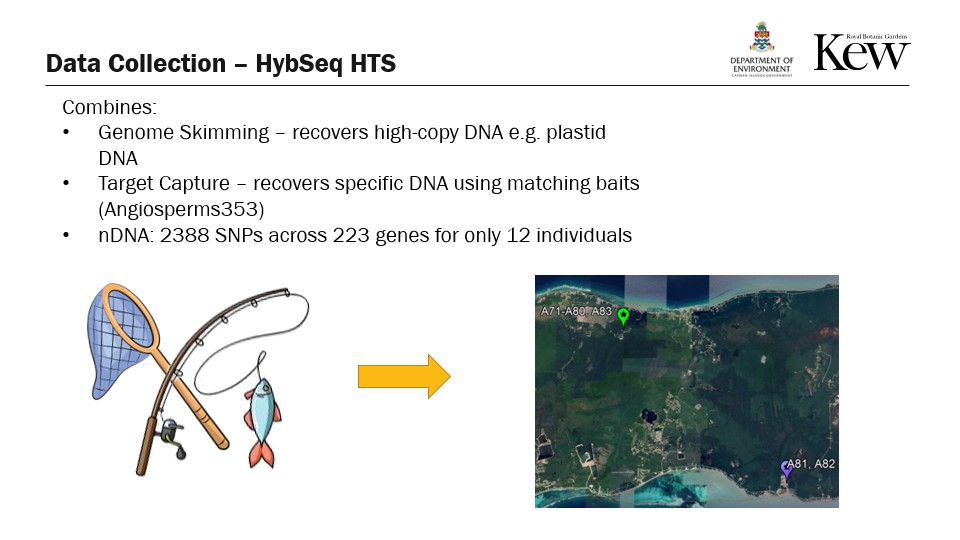 Data Collection – HybSeq HTS
DEPARTMENT OF
ENVIRONMENT
CAYMAN ISLANDS GOVERNMENT
Royal Botanic Gardens
Kew
Combines:
• Genome Skimming – recovers high-copy DNA e.g. plastid
DNA
• Target Capture – recovers specific DNA using matching baits
(Angiosperms353)
• nDNA: 2388 SNPs across 223 genes for only 12 individuals
A71-A80, A83
A81, A82